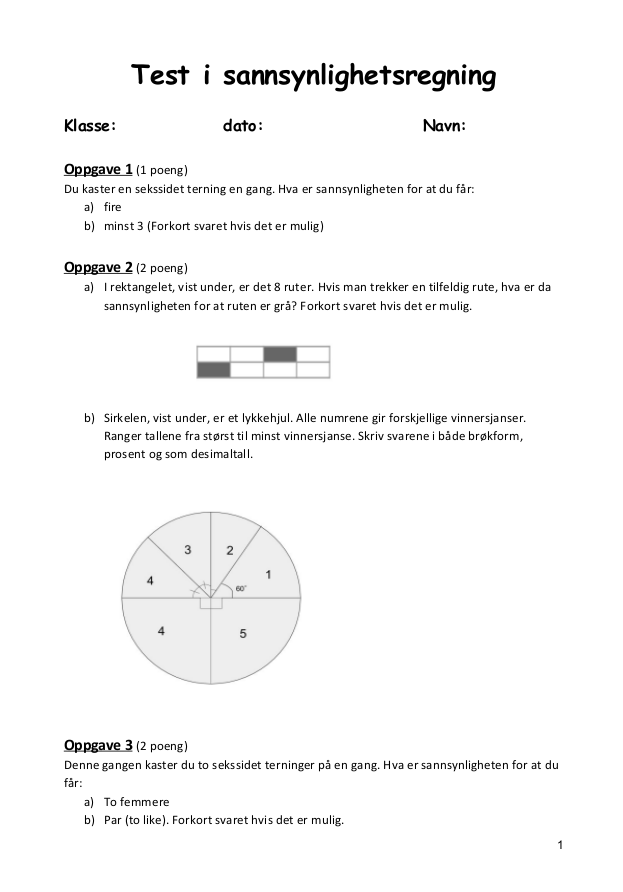 Test i sannsynlighetsregning
Klasse: dato: Navn:
Oppgave 1 (1 poeng)
Du kaster en sekssidet terning en gang. Hva er sannsynligheten for at du får:
a) fire
b) minst 3 (Forkort svaret hvis det er mulig)
Oppgave 2 (2 poeng)
a) I rektangelet, vist under, er det 8 ruter. Hvis man trekker en tilfeldig rute, hva er da
sannsynligheten for at ruten er grå? Forkort svaret hvis det er mulig.
b) Sirkelen, vist under, er et lykkehjul. Alle numrene gir forskjellige vinnersjanser.
Ranger tallene fra størst til minst vinnersjanse. Skriv svarene i både brøkform,
prosent og som desimaltall.
3 2
4 1
60°
4 5
Oppgave 3 (2 poeng)
Denne gangen kaster du to sekssidet terninger på en gang. Hva er sannsynligheten for at du
får:
a) To femmere
b) Par (to like). Forkort svaret hvis det er mulig.
1